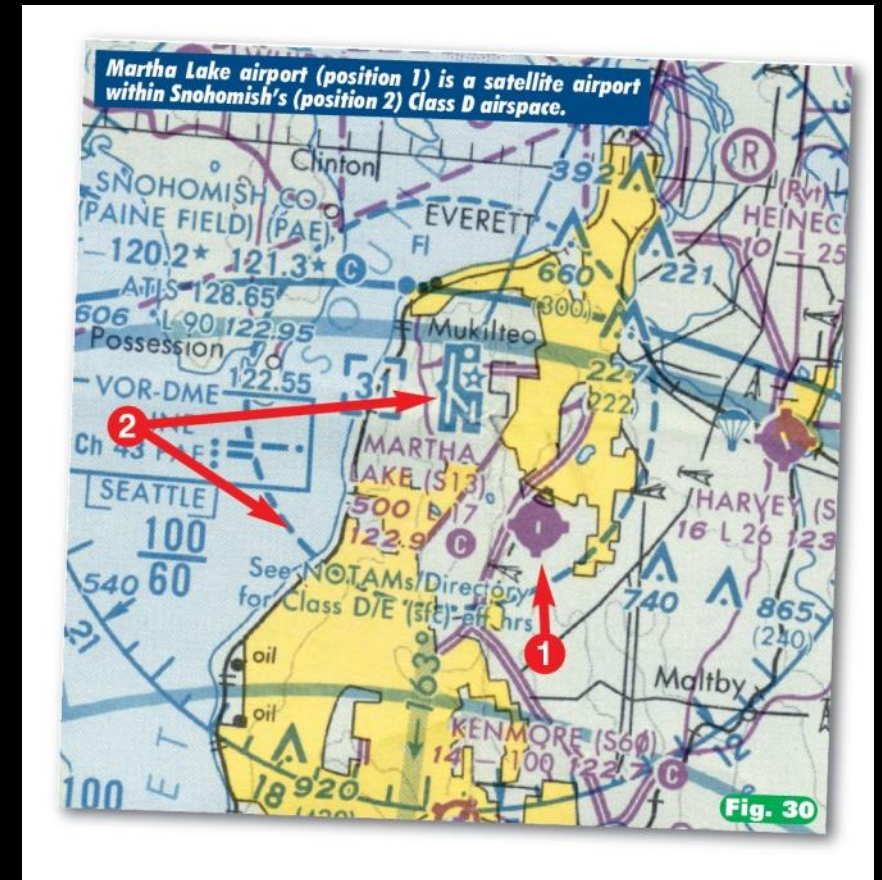 Martha Lake airport (position 1) is a satellite airport
within Snohomish's (position 2) Class D airspace.
Clinton
392
R
SNOHOMISH CO
(PAINE FIELD) (PAE)
EVERETT
(Pvt)
HEINEC
10 - 25
120.2★ 121.3★ C
FI
660
(300)
221
ATIS 128.65
606
L 90 122.95
Mukilteo
Possession
122.55
31
227
(222)
VOR-DME
2
Ch 43 PAE
MARTHA
LAKE (S13)
500 L 17
122.9 C
SEATTLE
HARVEY (S
16 L 26 123
100
60
See NOTAMs/Directory
for Class D/E (sfc) eff hrs
540
740
865
(240)
21
1
oil
163°
Maltby
oil
KENMORE (S60)
14 - 100 122.7 C
E T
100
18
920
Fig. 30